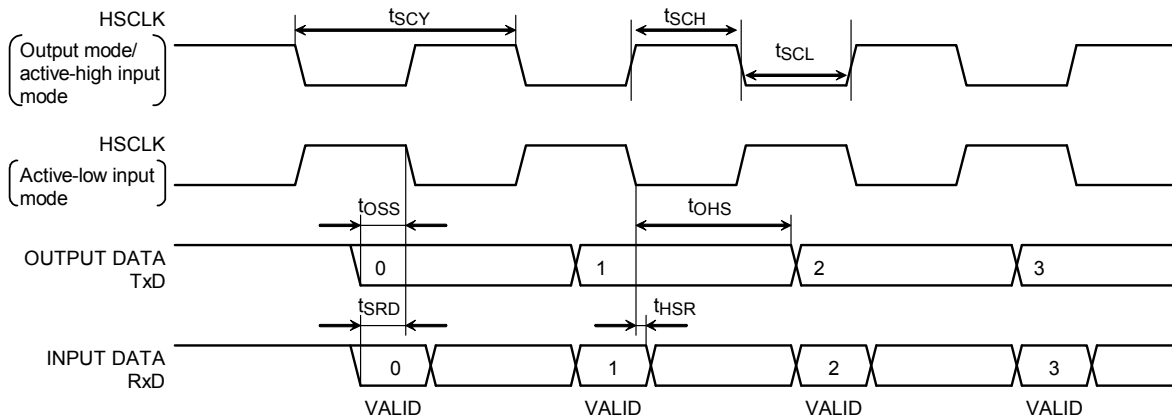 HSCLK
Output mode/
active-high input
mode
tSCY
tSCH
tSCL
HSCLK
Active-low input
mode
tOSS
tOHS
OUTPUT DATA
TxD
0
1
2
3
tSRD
tHSR
INPUT DATA
RxD
0
1
2
3
VALID
VALID
VALID
VALID